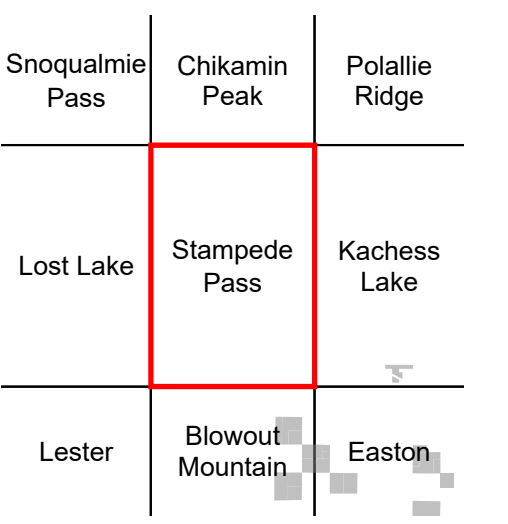 Snoqualmie
Pass
Chikamin
Peak
Polallie
Ridge
Lost Lake
Stampede
Pass
Kachess
Lake
Lester
Blowout
Mountain
Easton